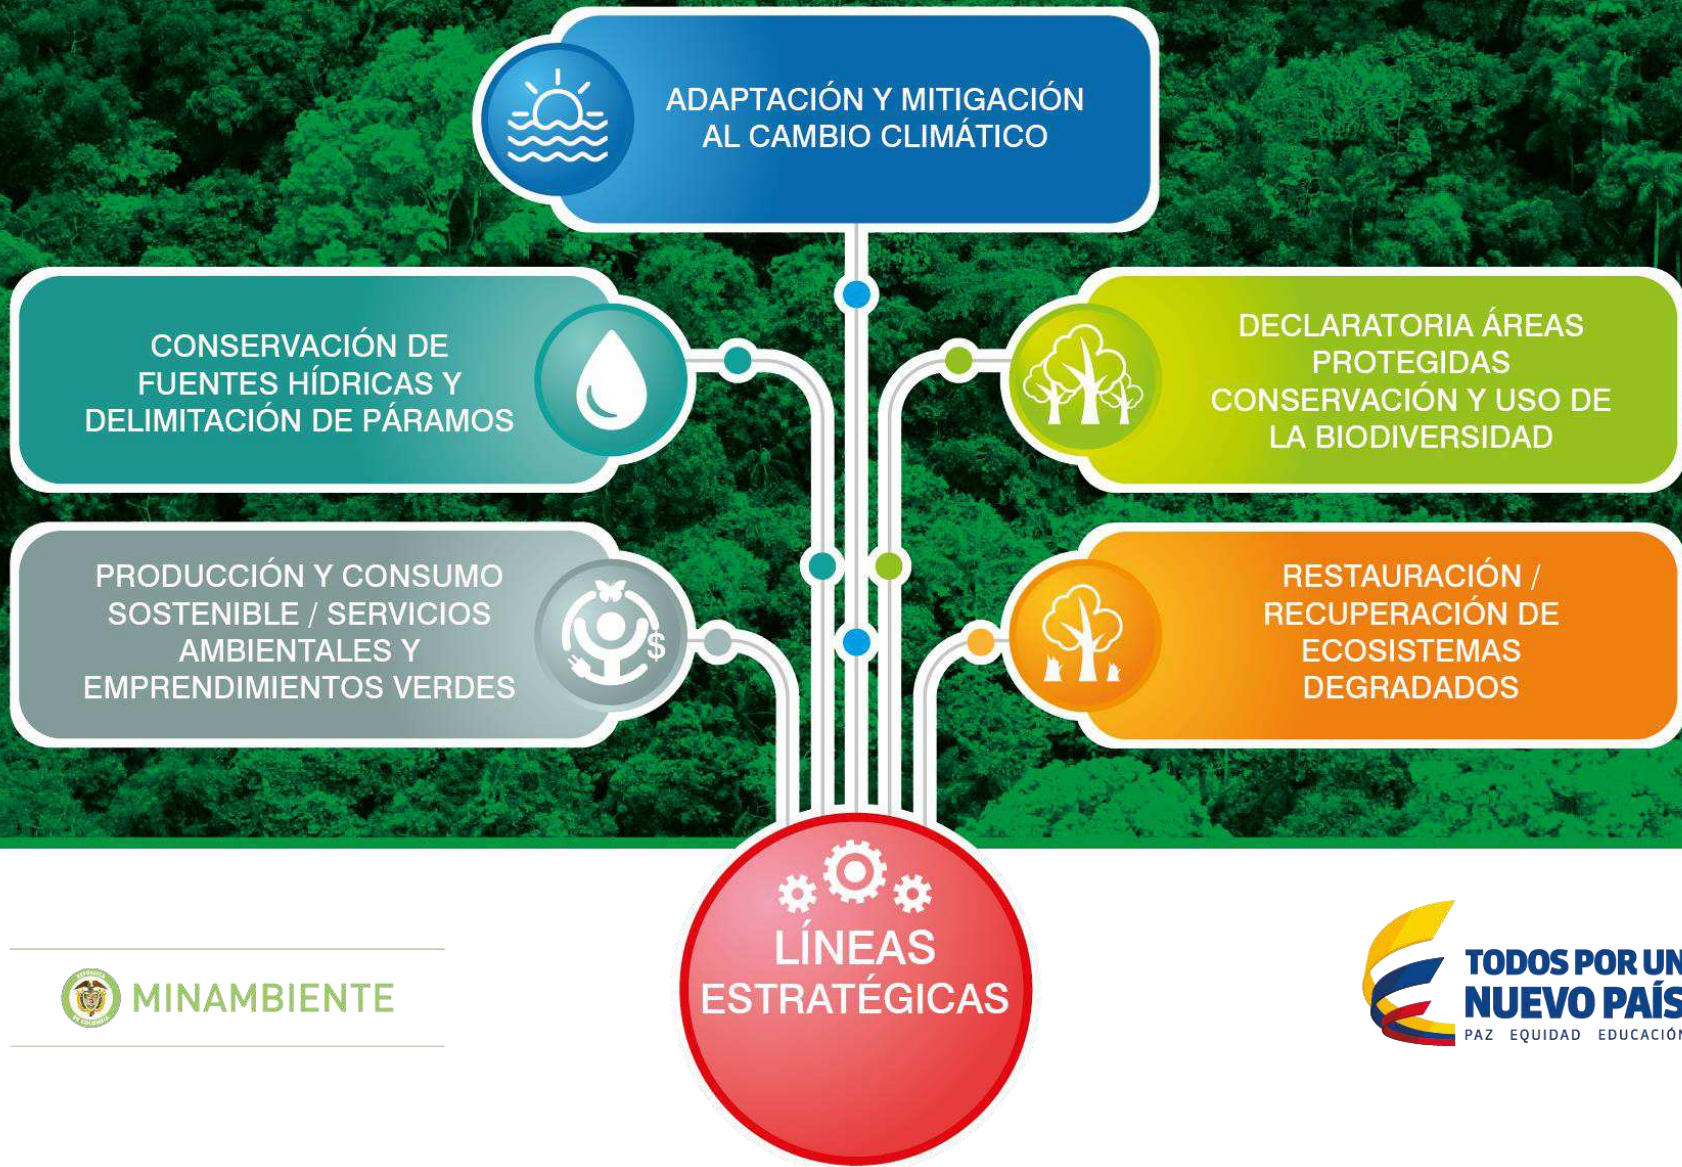 ADAPTACIÓN Y MITIGACIÓN
AL CAMBIO CLIMÁTICO
CONSERVACIÓN DE
FUENTES HÍDRICAS Y
DELIMITACIÓN DE PÁRAMOS
DECLARATORIA ÁREAS
PROTEGIDAS
CONSERVACIÓN Y USO DE
LA BIODIVERSIDAD
PRODUCCIÓN Y CONSUMO
SOSTENIBLE / SERVICIOS
AMBIENTALES Y
EMPRENDIMIENTOS VERDES
$
RESTAURACIÓN /
RECUPERACIÓN DE
ECOSISTEMAS
DEGRADADOS
LÍNEAS
ESTRATÉGICAS
MINAMBIENTE
TODOS POR UN
NUEVO PAÍS
PAZ EQUIDAD EDUCACIÓN